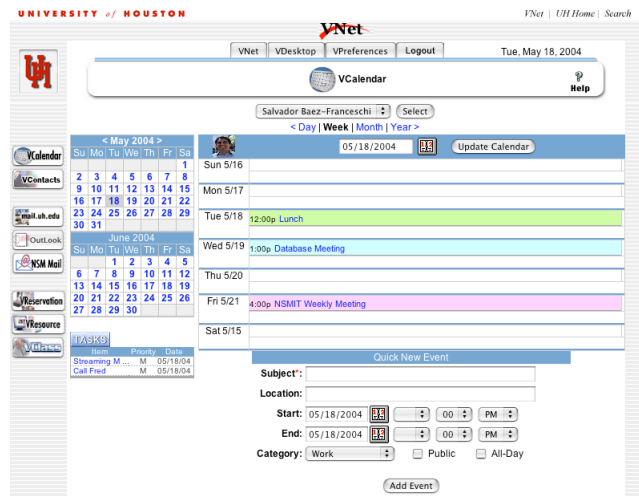 UNIVERSITY of HOUSTON
VNet | UH Home | Search
VNet
VNet VDesktop VPreferences Logout
Tue, May 18, 2004
VCalendar
Help
Salvador Baez-Franceschi Select
< Day | Week | Month | Year >
05/18/2004 Update Calendar
VCalendar
VContacts
mail.uh.edu
OutLook
NSM Mail
VReservation
VResource
VClass
< May 2004 >
Su Mo Tu We Th Fr Sa
1
2 3 4 5 6 7 8
9 10 11 12 13 14 15
16 17 18 19 20 21 22
23 24 25 26 27 28 29
30 31
June 2004
Su Mo Tu We Th Fr Sa
1 2 3 4 5
6 7 8 9 10 11 12
13 14 15 16 17 18 19
20 21 22 23 24 25 26
27 28 29 30
TASKS
Item Priority Date
Streaming M ... M 05/18/04
Call Fred M 05/18/04
Sun 5/16
Mon 5/17
Tue 5/18 12:00p Lunch
Wed 5/19 1:00p Database Meeting
Thu 5/20
Fri 5/21 4:00p NSMIT Weekly Meeting
Sat 5/15
Quick New Event
Subject*:
Location:
Start: 05/18/2004 00 PM
End: 05/18/2004 00 PM
Category: Work Public All-Day
Add Event